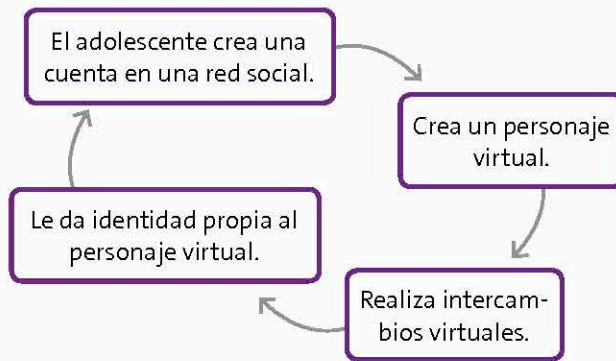 El adolescente crea una
cuenta en una red social.
Crea un personaje
virtual.
Realiza intercam-
bios virtuales.
Le da identidad propia al
personaje virtual.